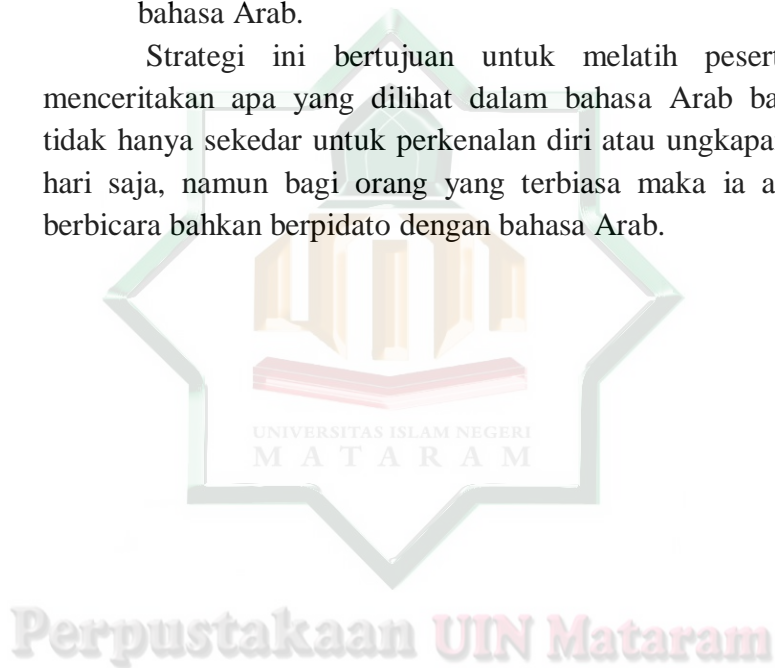 bahasa Arab.
Strategi ini bertujuan untuk melatih peser
menceritakan apa yang dilihat dalam bahasa Arab ba
tidak hanya sekedar untuk perkenalan diri atau ungkapa
hari saja, namun bagi orang yang terbiasa maka ia a
berbicara bahkan berpidato dengan bahasa Arab.
UNIVERSITAS ISLAM NEGERI
MATARAM
Perpustakaan UIN Mataram